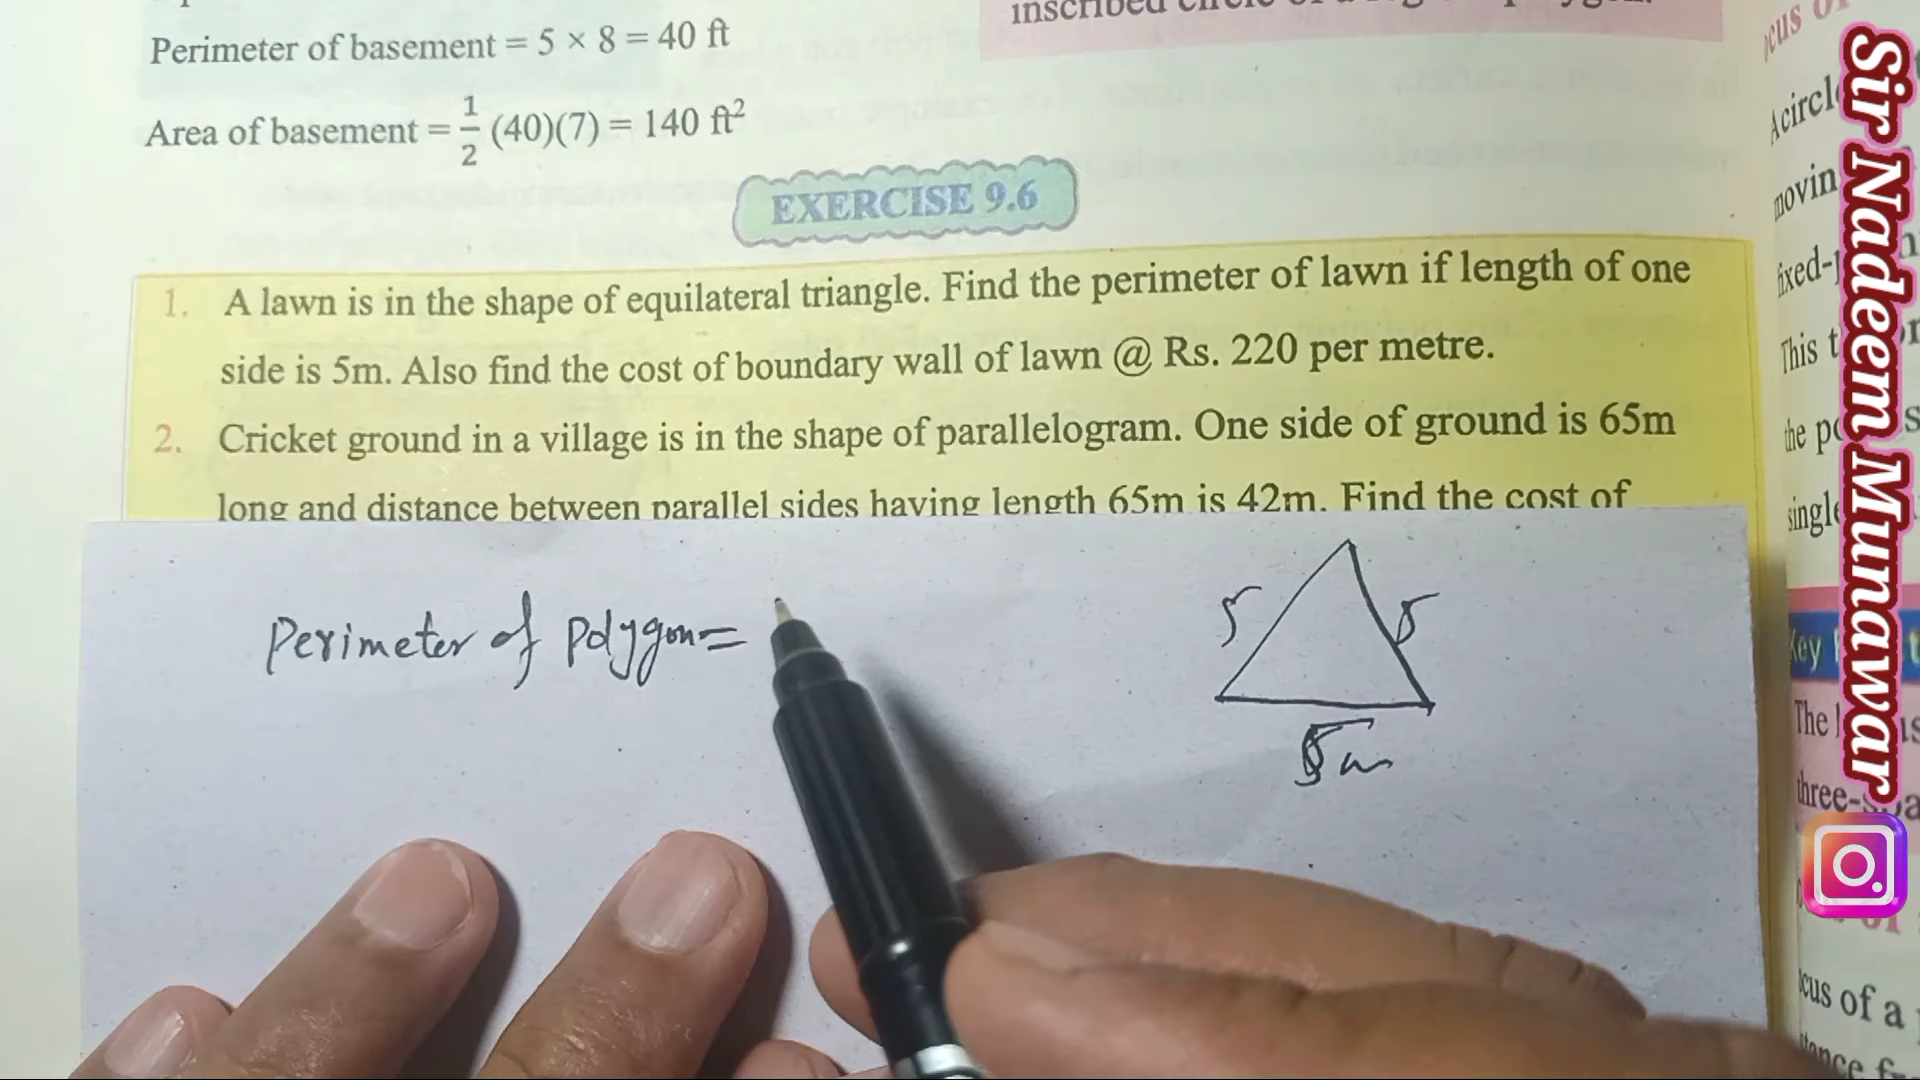 Perimeter of basement = 5 × 8 = 40 ft
Area of basement = 1/2 (40)(7) = 140 ft²
EXERCISE 9.6
1. A lawn is in the shape of equilateral triangle. Find the perimeter of lawn if length of one
side is 5m. Also find the cost of boundary wall of lawn @ Rs. 220 per metre.
2. Cricket ground in a village is in the shape of parallelogram. One side of ground is 65m
long and distance between parallel sides having length 65m is 42m. Find the cost of
Perimeter of polygon =
5
5
5m
Sir Nadeem Munawar